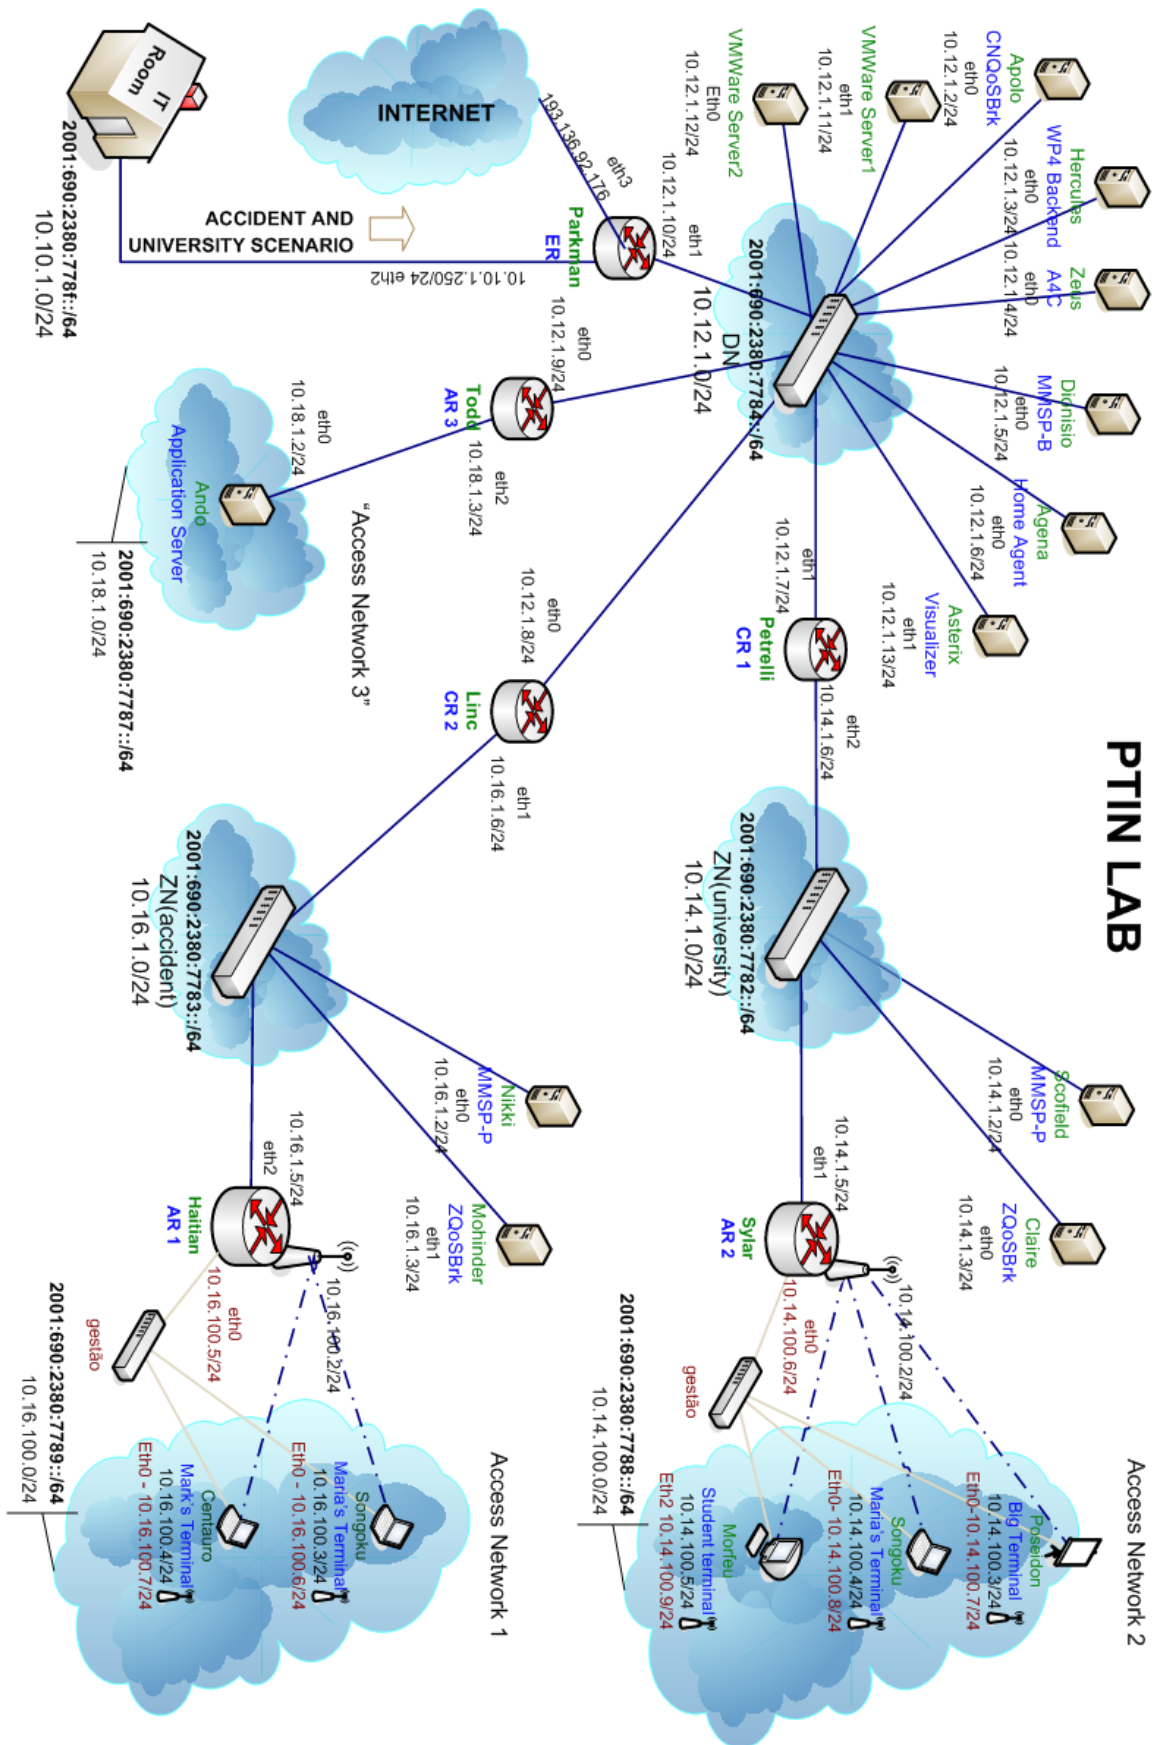 PTIN LAB
Apolo
CNQoSBrk
eth0
10.12.1.2/24
Hercules
WP4 Backend
eth0
10.12.1.3/24
Zeus
A4C
eth0
10.12.1.4/24
Dionisio
MMSP-B
eth0
10.12.1.5/24
Agena
Home Agent
eth0
10.12.1.6/24
Asterix
Visualizer
eth1
10.12.1.13/24
VMWare Server1
eth1
10.12.1.11/24
VMWare Server2
Eth0
10.12.1.12/24
2001:690:2380:7784::/64
DN
10.12.1.0/24
INTERNET
193.136.92.176
eth3
eth1
10.12.1.10/24
Parkman
ER
10.10.1.250/24 eth2
ACCIDENT AND
UNIVERSITY SCENARIO
IT
Room
2001:690:2380:778f::/64
10.10.1.0/24
eth0
10.12.1.9/24
Todd
AR 3
eth2
10.18.1.3/24
eth0
10.18.1.2/24
Ando
Application Server
"Access Network 3"
2001:690:2380:7787::/64
10.18.1.0/24
eth1
10.12.1.7/24
Petrelli
CR 1
eth2
10.14.1.6/24
eth0
10.12.1.8/24
Linc
CR 2
eth1
10.16.1.6/24
2001:690:2380:7782::/64
ZN(university)
10.14.1.0/24
2001:690:2380:7783::/64
ZN(accident)
10.16.1.0/24
Scofield
MMSP-P
eth0
10.14.1.2/24
Claire
ZQoSBrk
eth0
10.14.1.3/24
10.14.1.5/24
eth1
Sylar
AR 2
10.14.100.2/24
eth0
10.14.100.6/24
gestão
Nikki
MMSP-P
eth0
10.16.1.2/24
Mohinder
ZQoSBrk
eth1
10.16.1.3/24
10.16.1.5/24
eth2
Haitian
AR 1
10.16.100.2/24
eth0
10.16.100.5/24
gestão
Access Network 2
Poseidon
Big Terminal
10.14.100.3/24
Eth0-10.14.100.7/24
Songoku
Maria's Terminal
10.14.100.4/24
Eth0- 10.14.100.8/24
Morfeu
Student terminal
10.14.100.5/24
Eth2 10.14.100.9/24
2001:690:2380:7788::/64
10.14.100.0/24
Access Network 1
Songoku
Maria's Terminal
10.16.100.3/24
Eth0 - 10.16.100.6/24
Centauro
Mark's Terminal
10.16.100.4/24
Eth0 - 10.16.100.7/24
2001:690:2380:7789::/64
10.16.100.0/24